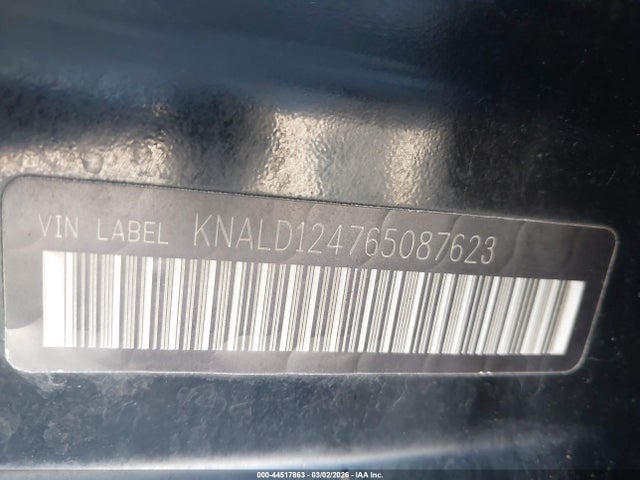 VIN LABEL KNALD124765087623
000-44517863 — 03/02/2026 — IAA Inc.